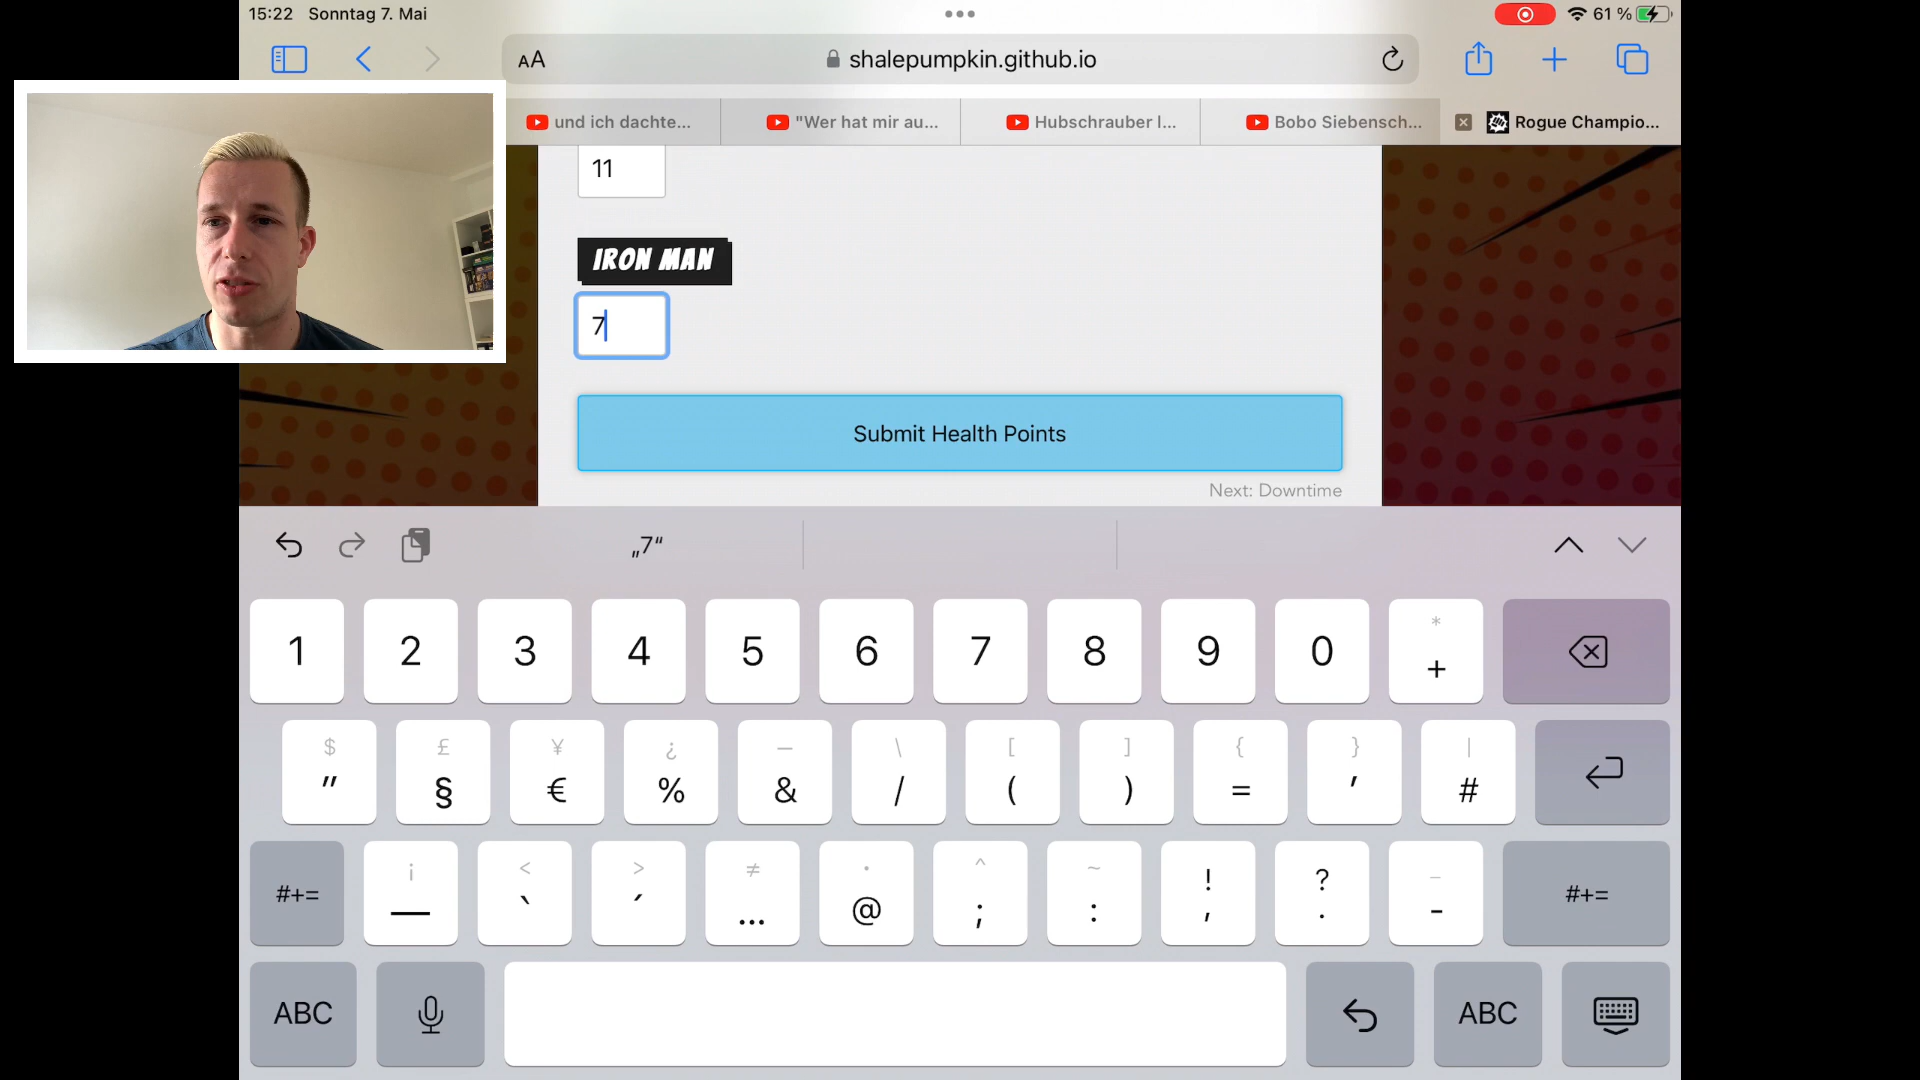 15:22 Sonntag 7. Mai
61 %
AA
shalepumpkin.github.io
und ich dachte...
"Wer hat mir au...
Hubschrauber l...
Bobo Siebensch...
Rogue Champio...
11
IRON MAN
7
Submit Health Points
Next: Downtime
„7“
1 2 3 4 5 6 7 8 9 0 * +
$ £ ¥ ¿ — \ [ ] { } |
" § € % & / ( ) = ' #
#+= ¡ < > ≠ · ^ ~ ! ? – #+=
_ ` ´ ... @ ; : , . -
ABC ABC